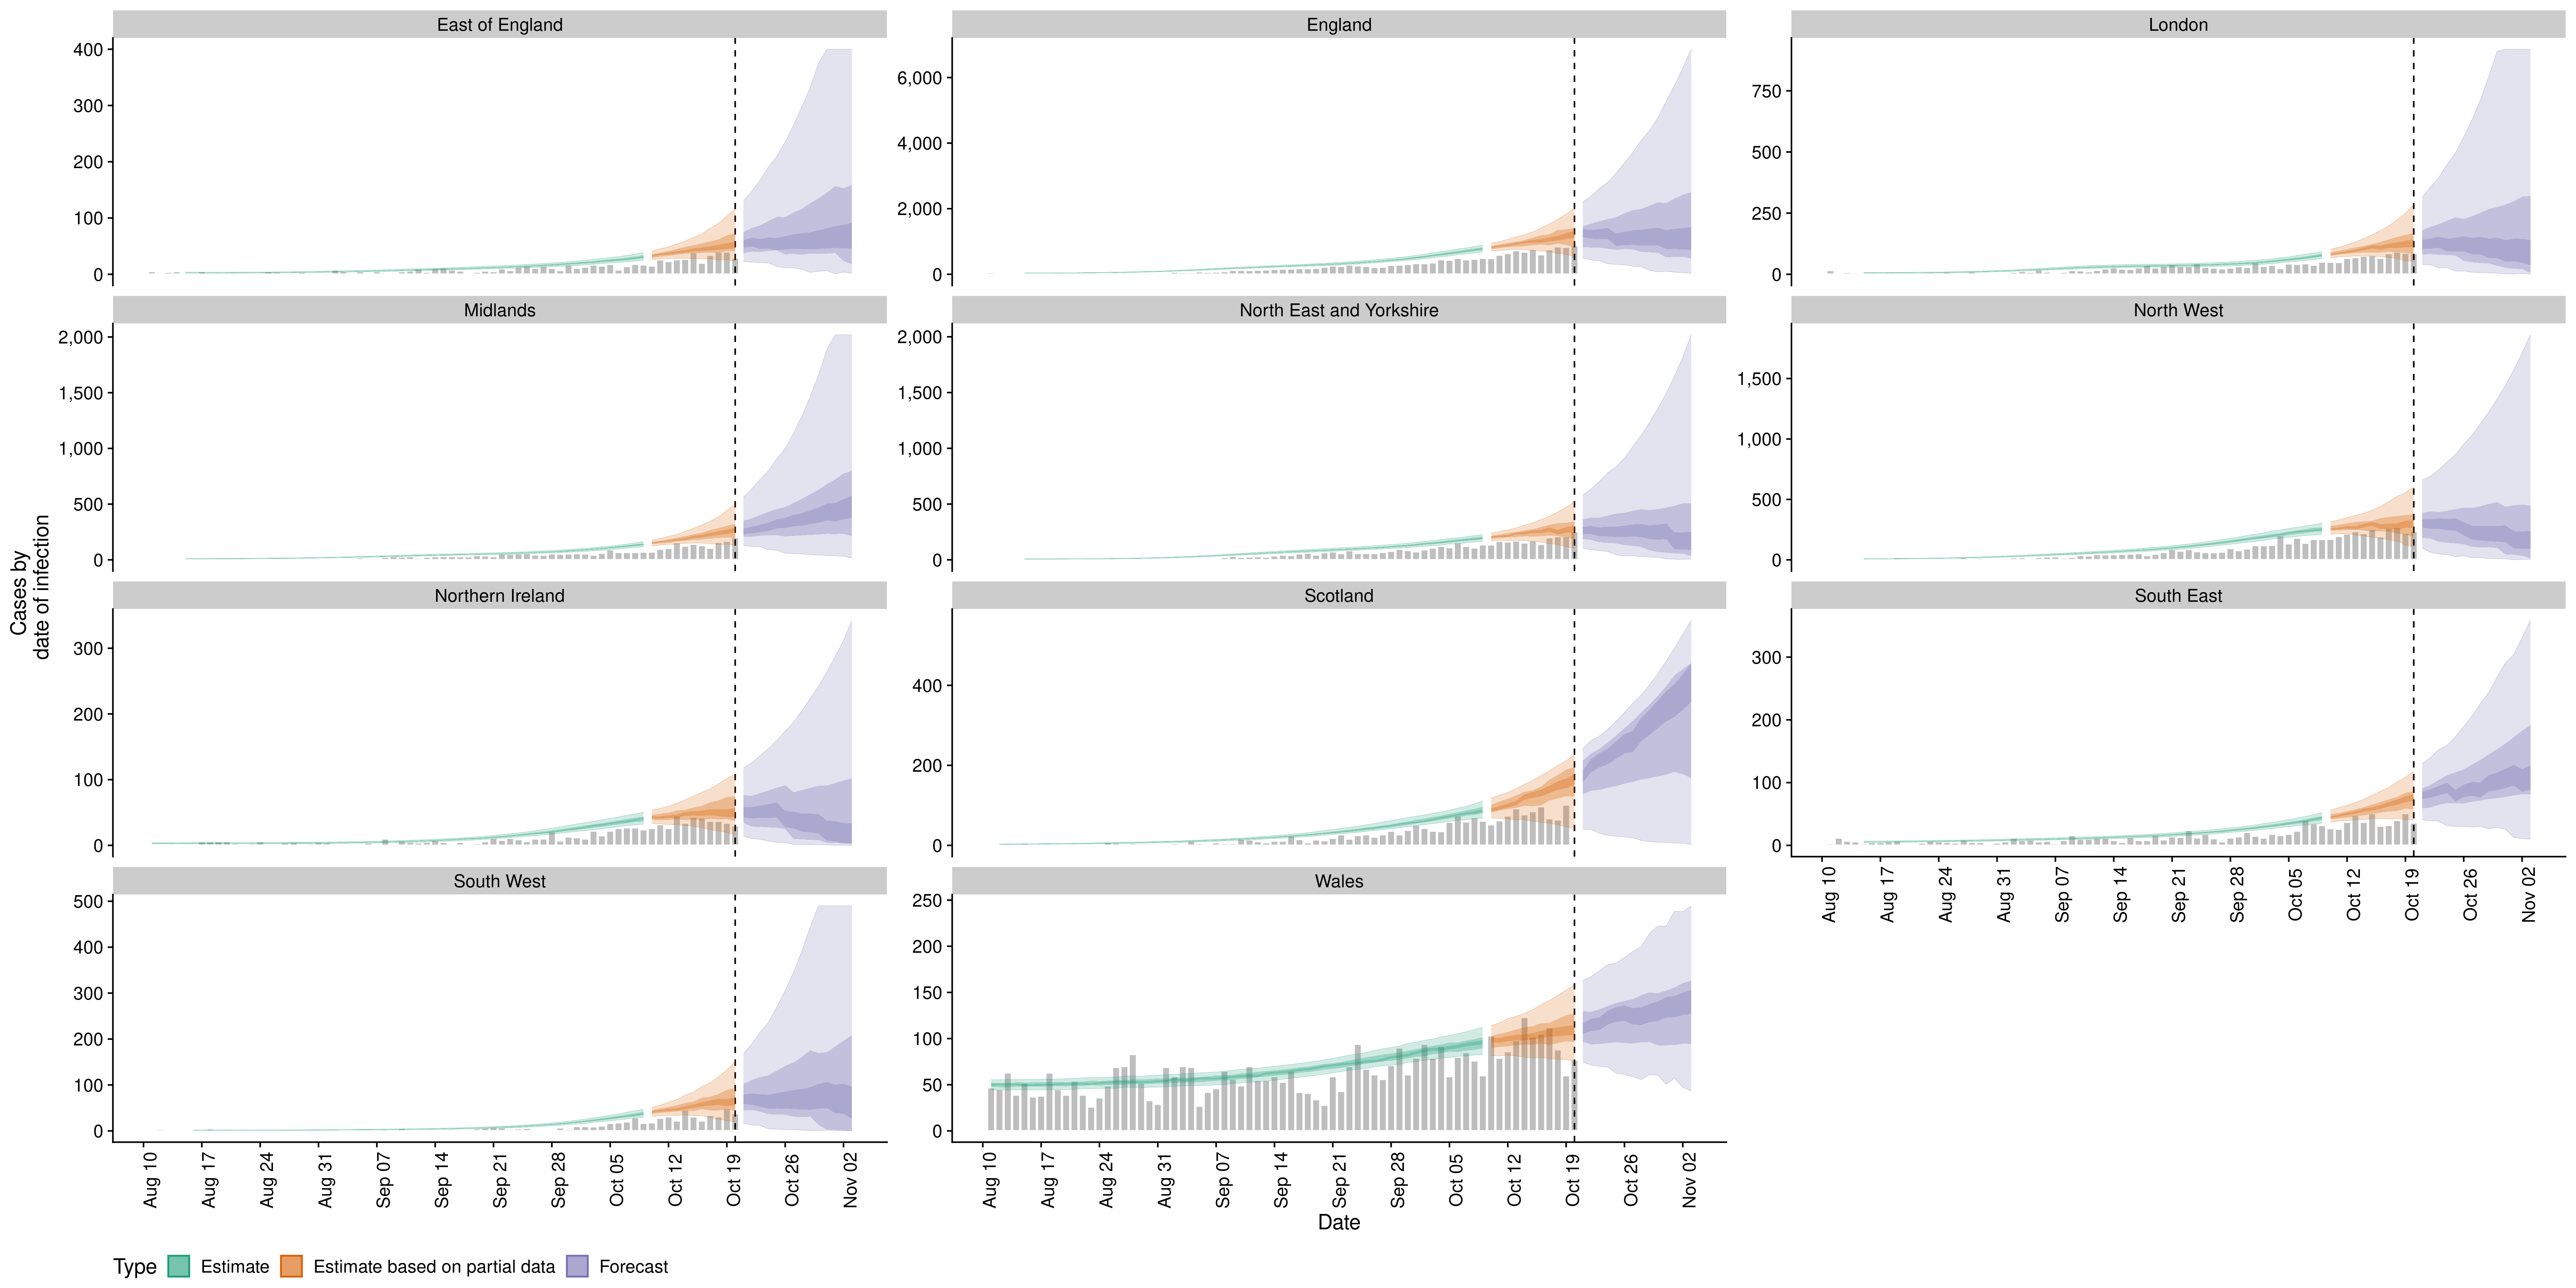 East of England
England
London
400
300
200
100
0
6,000
4,000
2,000
0
750
500
250
0
Midlands
North East and Yorkshire
North West
2,000
1,500
1,000
500
0
2,000
1,500
1,000
500
0
1,500
1,000
500
0
Cases by
date of infection
Northern Ireland
Scotland
South East
300
200
100
0
400
200
0
300
200
100
0
Aug 10
Aug 17
Aug 24
Aug 31
Sep 07
Sep 14
Sep 21
Sep 28
Oct 05
Oct 12
Oct 19
Oct 26
Nov 02
South West
Wales
500
400
300
200
100
0
250
200
150
100
50
0
Aug 10
Aug 17
Aug 24
Aug 31
Sep 07
Sep 14
Sep 21
Sep 28
Oct 05
Oct 12
Oct 19
Oct 26
Nov 02
Aug 10
Aug 17
Aug 24
Aug 31
Sep 07
Sep 14
Sep 21
Sep 28
Oct 05
Oct 12
Oct 19
Oct 26
Nov 02
Date
Type Estimate Estimate based on partial data Forecast